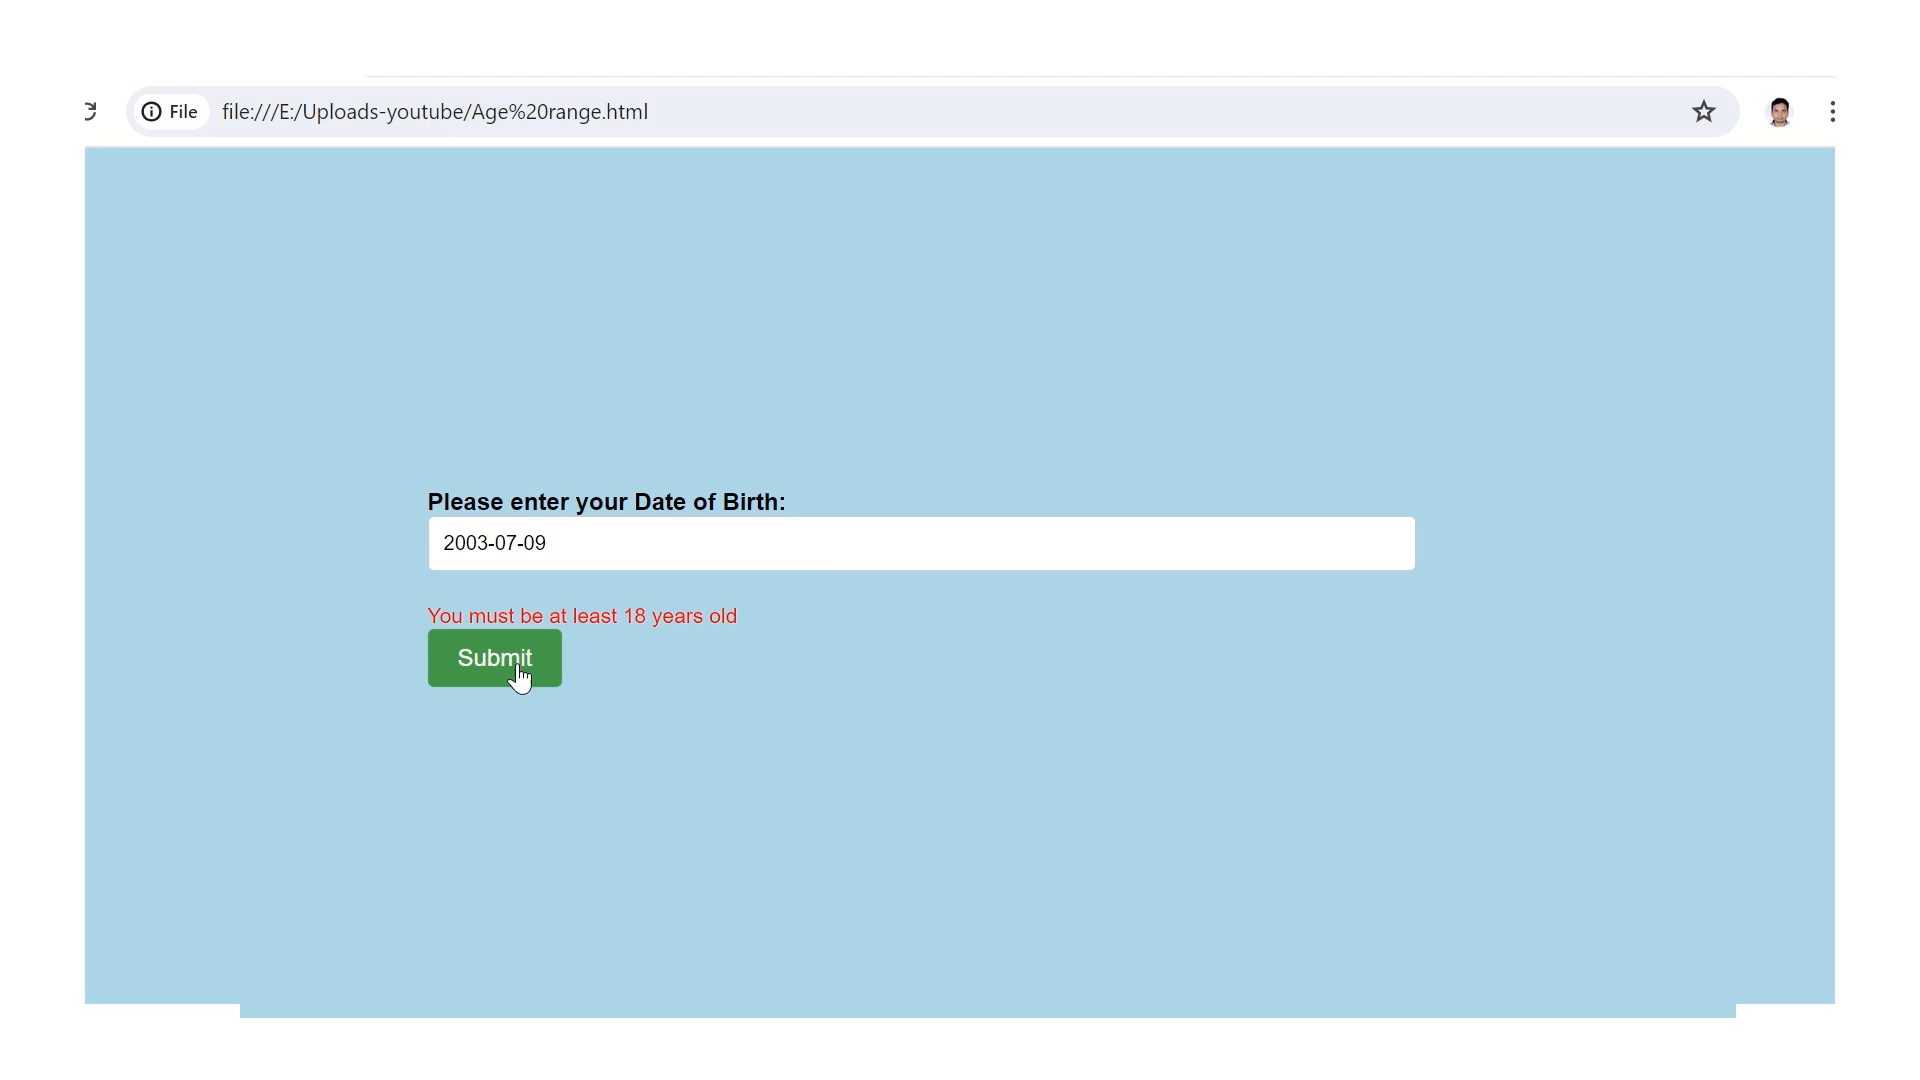 File file:///E:/Uploads-youtube/Age%20range.html
Please enter your Date of Birth:
2003-07-09
You must be at least 18 years old
Submit